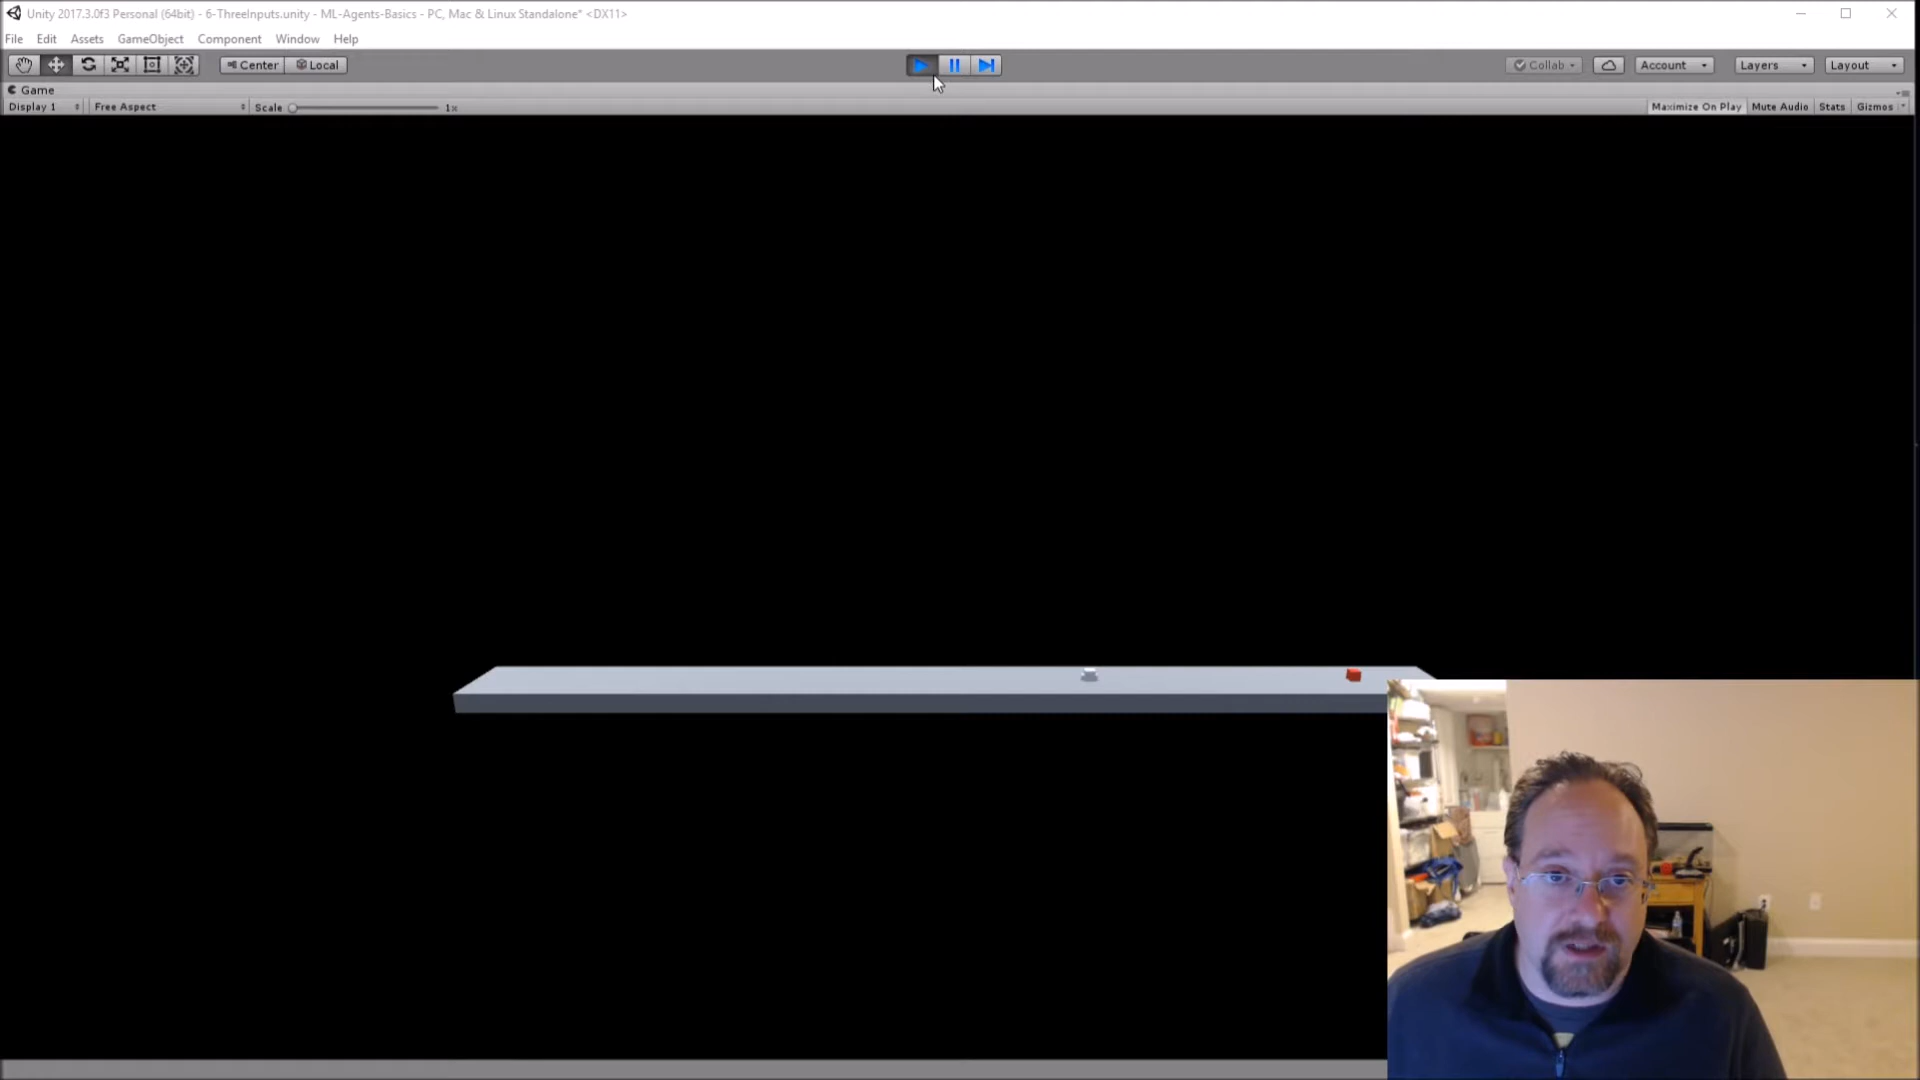 Unity 2017.3.0f3 Personal (64bit) - 6-ThreeInputs.unity - ML-Agents-Basics - PC, Mac & Linux Standalone* <DX11>
File Edit Assets GameObject Component Window Help
Center Local Collab Account Layers Layout
Game
Display 1 Free Aspect Scale 1x Maximize On Play Mute Audio Stats Gizmos